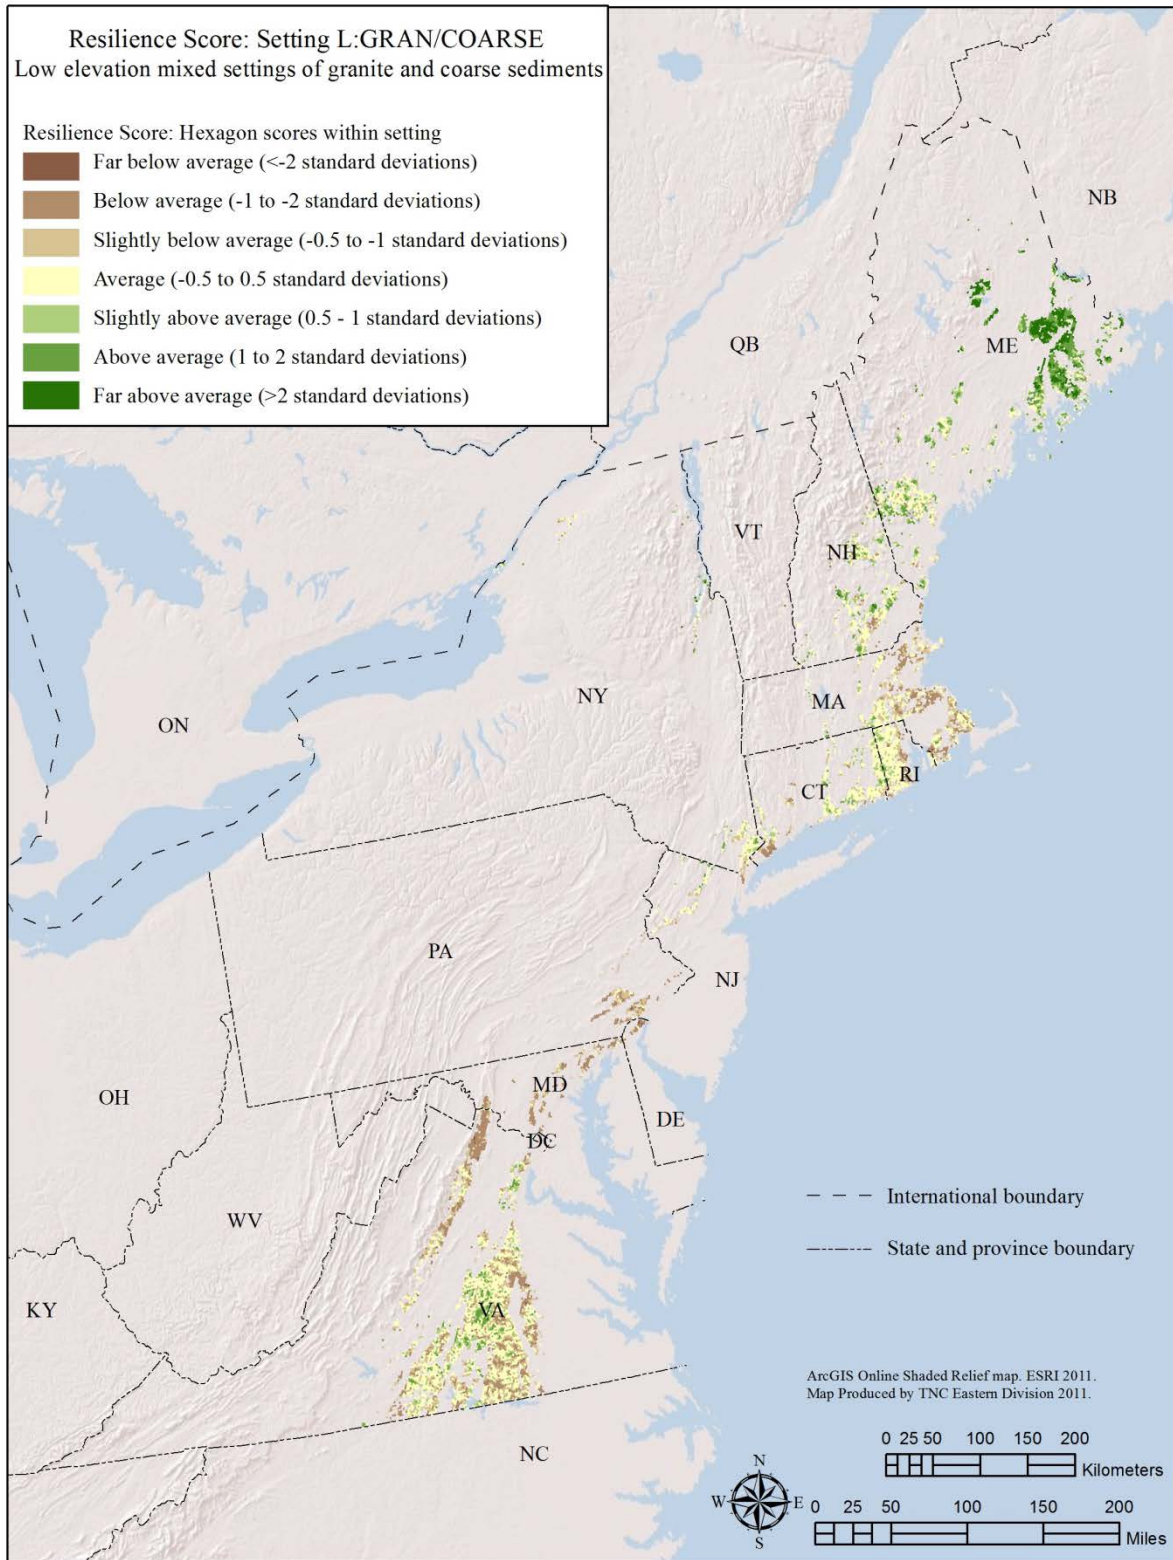 Resilience Score: Setting L:GRAN/COARSE
Low elevation mixed settings of granite and coarse sediments
Resilience Score: Hexagon scores within setting
Far below average (<-2 standard deviations)
Below average (-1 to -2 standard deviations)
Slightly below average (-0.5 to -1 standard deviations)
Average (-0.5 to 0.5 standard deviations)
Slightly above average (0.5 - 1 standard deviations)
Above average (1 to 2 standard deviations)
Far above average (>2 standard deviations)
NB
QB
ME
VT
NH
NY
MA
ON
CT
RI
PA
NJ
OH
MD
DE
DC
WV
International boundary
State and province boundary
KY
VA
ArcGIS Online Shaded Relief map. ESRI 2011.
Map Produced by TNC Eastern Division 2011.
NC
0 25 50 100 150 200
Kilometers
N
W E
S
0 25 50 100 150 200
Miles